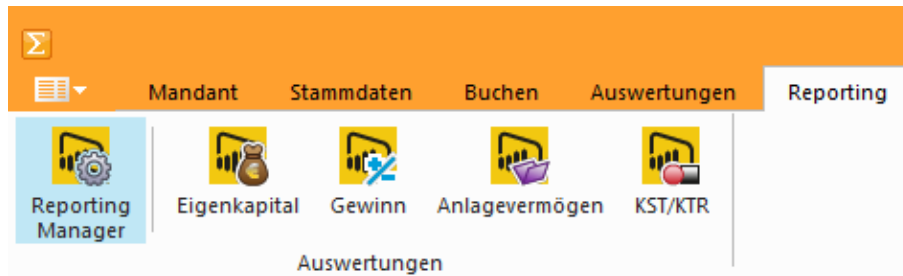 Σ
Mandant Stammdaten Buchen Auswertungen Reporting
Reporting Manager Eigenkapital Gewinn Anlagevermögen KST/KTR
Auswertungen